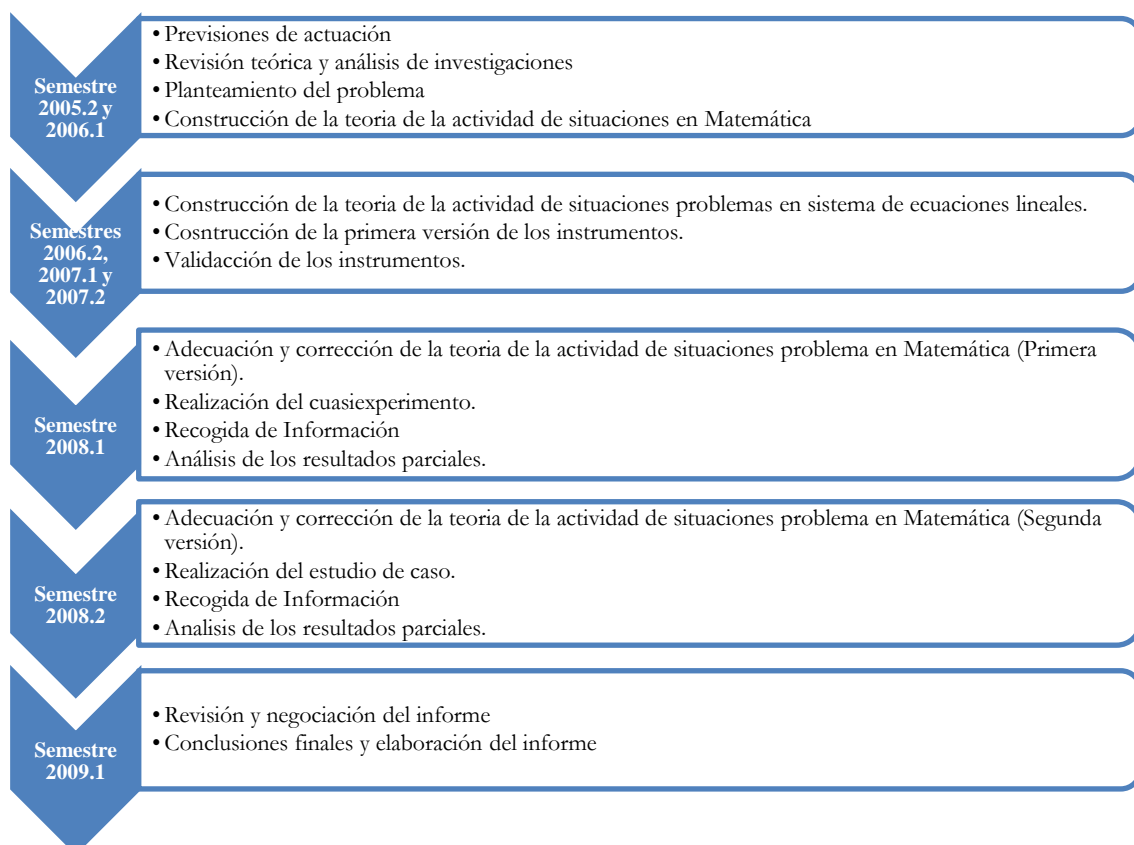 Semestre
2005.2 y
2006.1
• Previsiones de actuación
• Revisión teórica y análisis de investigaciones
• Planteamiento del problema
• Construcción de la teoria de la actividad de situaciones en Matemática
Semestres
2006.2,
2007.1 y
2007.2
• Construcción de la teoria de la actividad de situaciones problemas en sistema de ecuaciones lineales.
• Cosntrucción de la primera versión de los instrumentos.
• Validacción de los instrumentos.
Semestre
2008.1
• Adecuación y corrección de la teoria de la actividad de situaciones problema en Matemática (Primera
versión).
• Realización del cuasiexperimento.
• Recogida de Información
• Análisis de los resultados parciales.
Semestre
2008.2
• Adecuación y corrección de la teoria de la actividad de situaciones problema en Matemática (Segunda
versión).
• Realización del estudio de caso.
• Recogida de Información
• Analisis de los resultados parciales.
Semestre
2009.1
• Revisión y negociación del informe
• Conclusiones finales y elaboración del informe